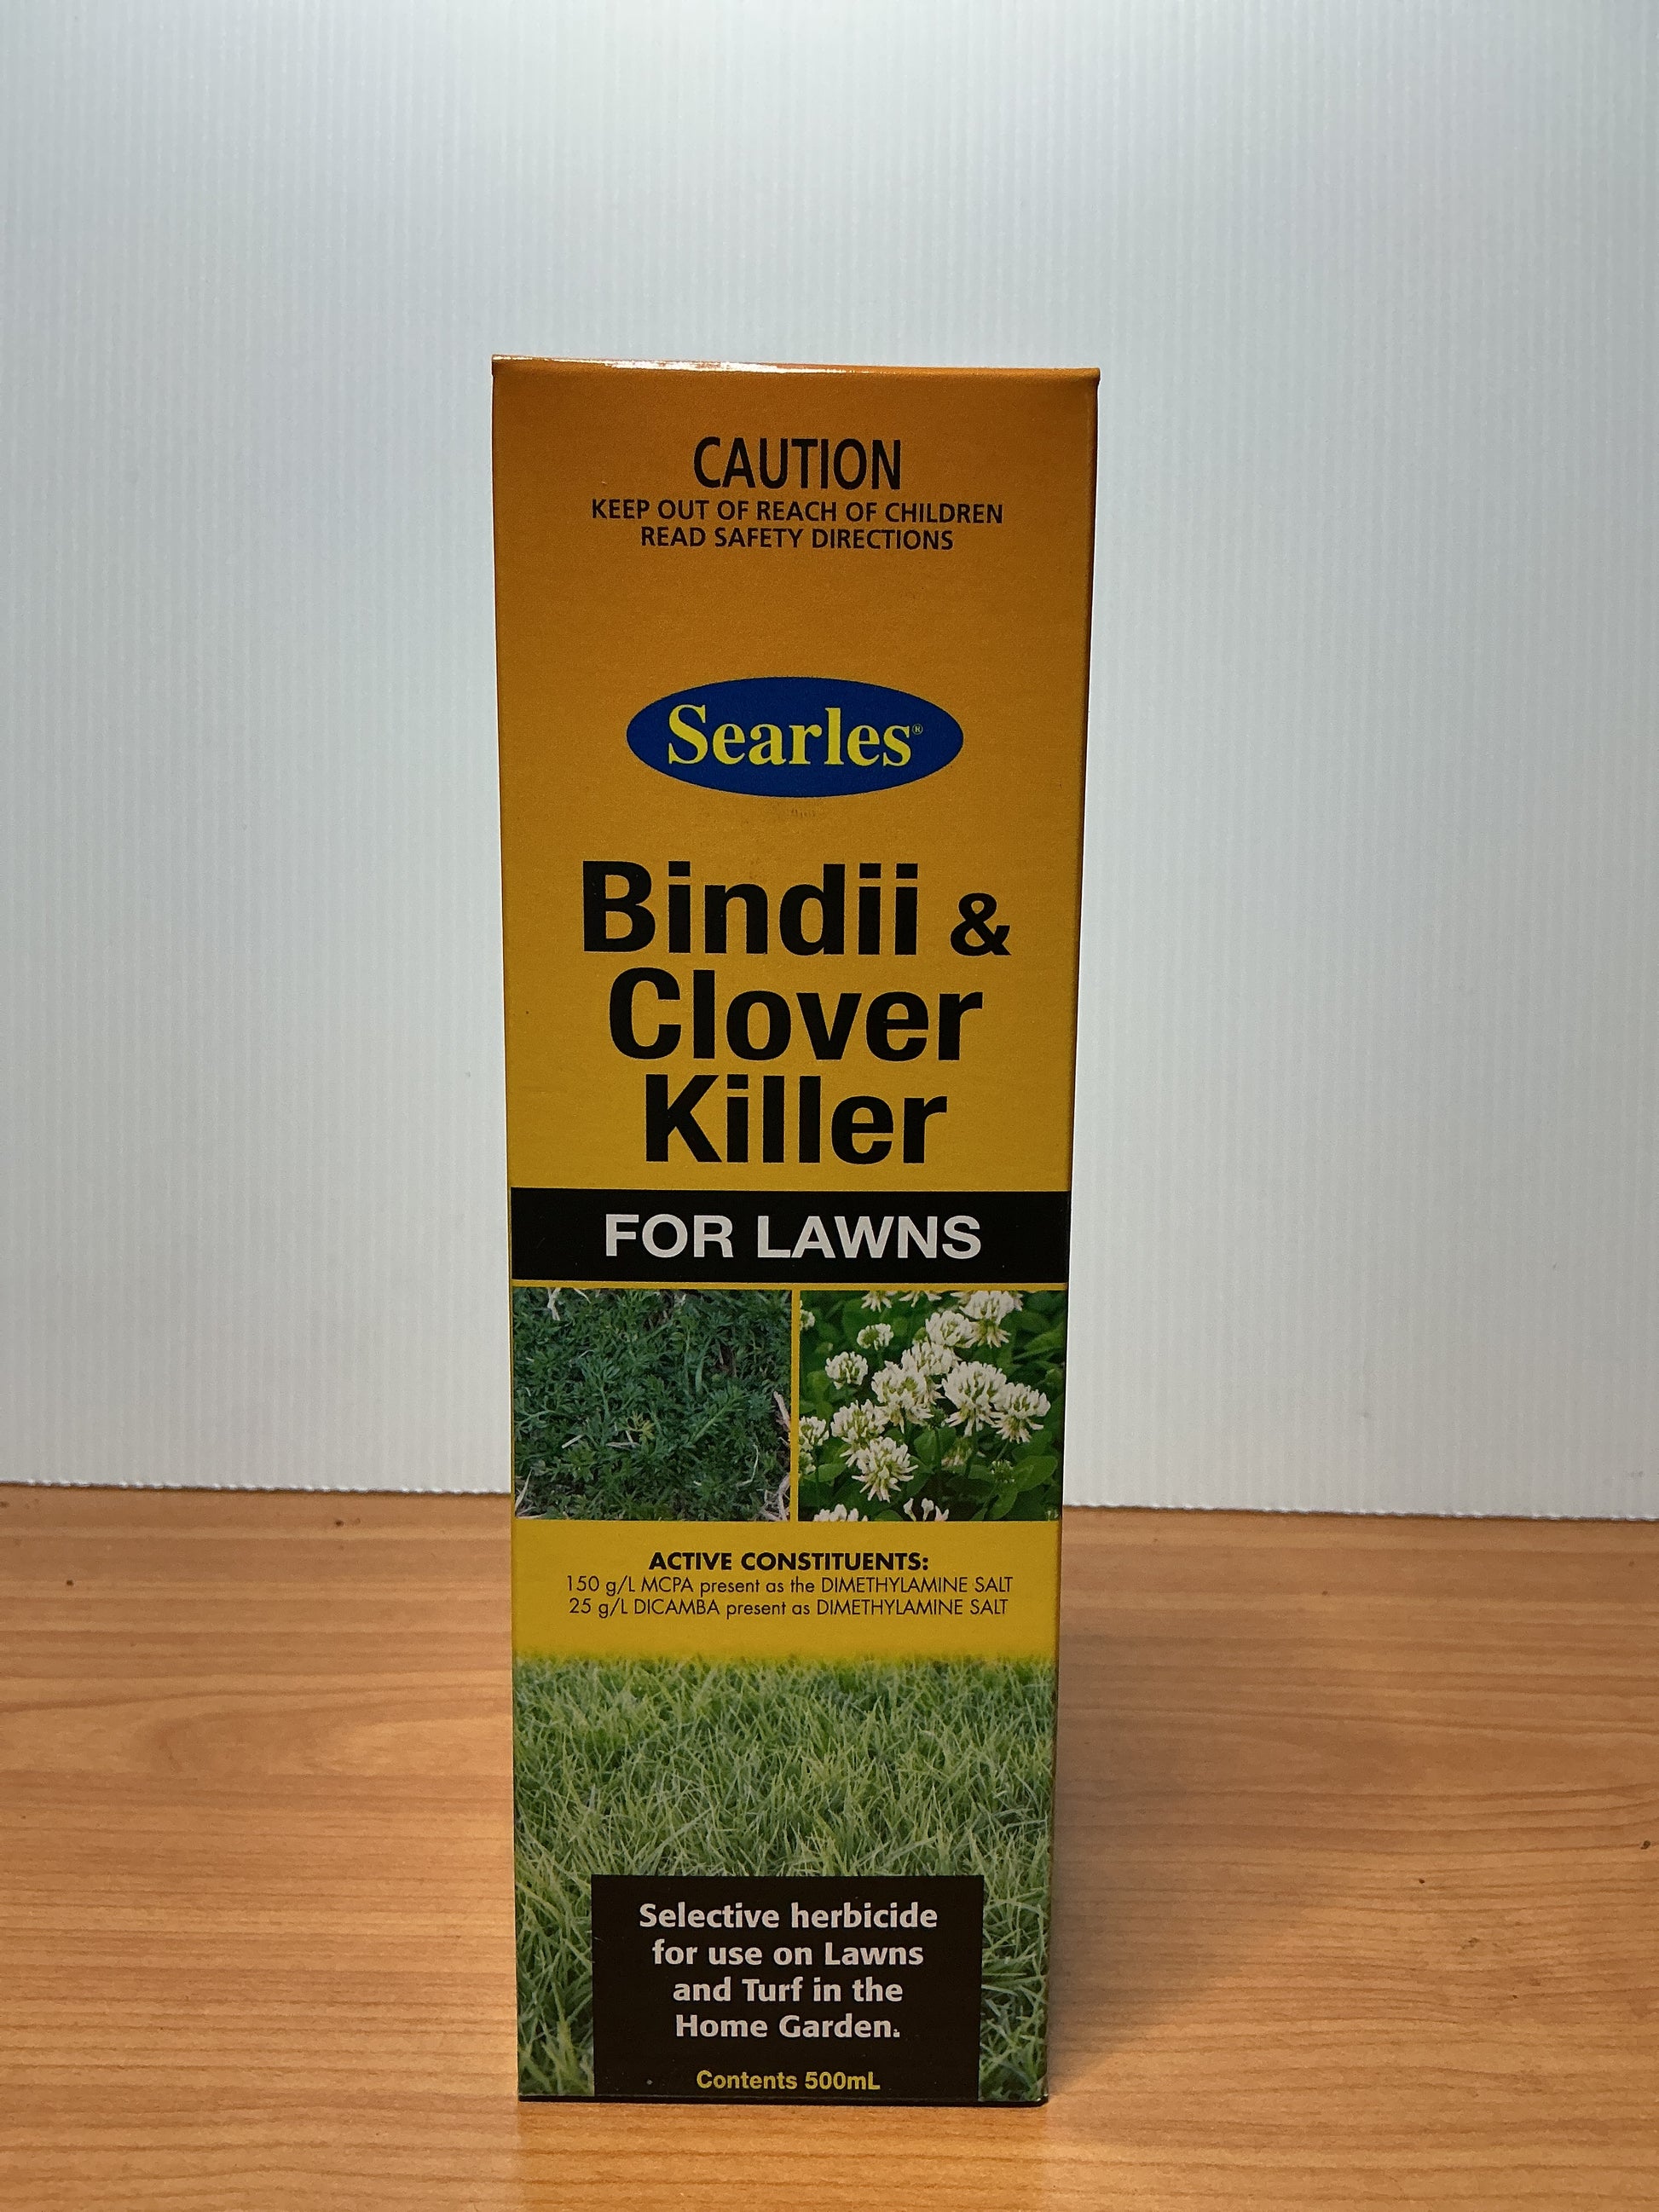 CAUTION
KEEP OUT OF REACH OF CHILDREN
READ SAFETY DIRECTIONS
Searles®
Bindii &
Clover
Killer
FOR LAWNS
ACTIVE CONSTITUENTS:
150 g/L MCPA present as the DIMETHYLAMINE SALT
25 g/L DICAMBA present as DIMETHYLAMINE SALT
Selective herbicide
for use on Lawns
and Turf in the
Home Garden.
Contents 500mL